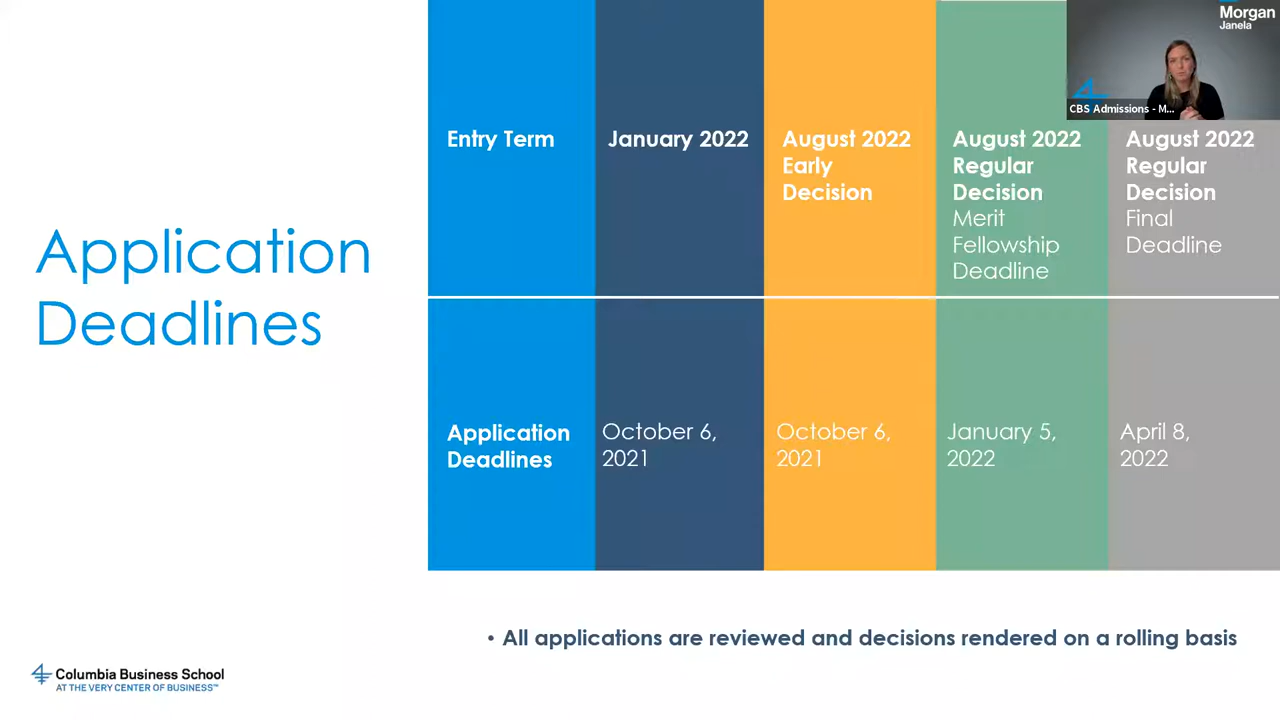 Morgan
Janela
CBS Admissions - M...
Application
Deadlines
Entry Term
January 2022
August 2022
Early
Decision
August 2022
Regular
Decision
Merit
Fellowship
Deadline
August 2022
Regular
Decision
Final
Deadline
Application
Deadlines
October 6,
2021
October 6,
2021
January 5,
2022
April 8,
2022
• All applications are reviewed and decisions rendered on a rolling basis
Columbia Business School
AT THE VERY CENTER OF BUSINESS™